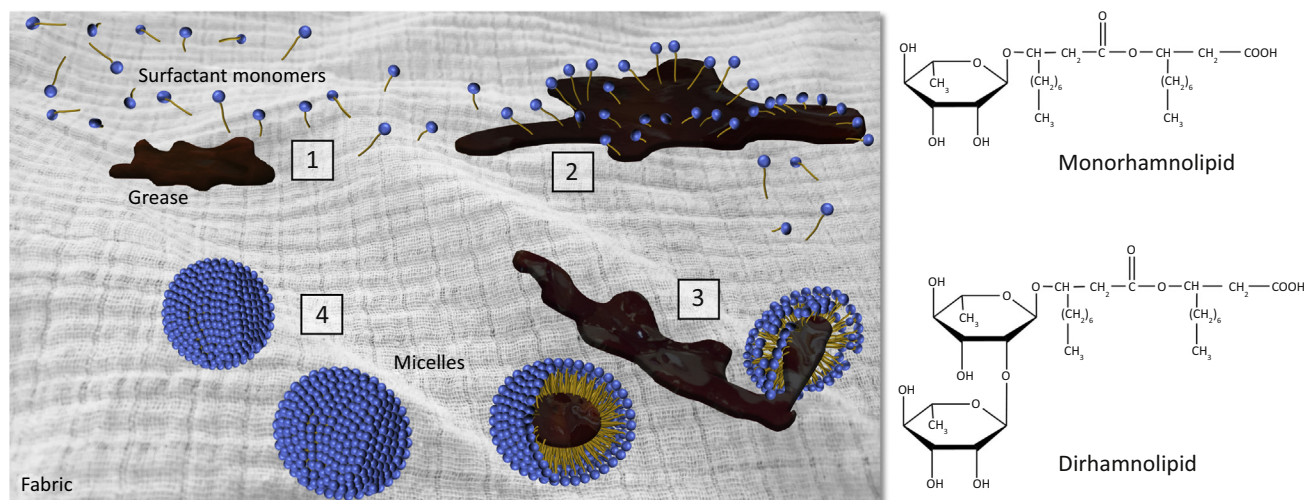 Surfactant monomers
1
Grease
2
3
4
Micelles
Fabric
OH
O
O
CH
CH₂
C
O
O
CH
CH₂
COOH
CH₃
(CH₂)₆
(CH₂)₆
OH
OH
CH₃
CH₃
Monorhamnolipid
OH
O
O
CH
CH₂
C
O
O
CH
CH₂
COOH
CH₃
(CH₂)₆
(CH₂)₆
OH
CH₃
CH₃
O
OH
O
CH₃
OH
OH
Dirhamnolipid